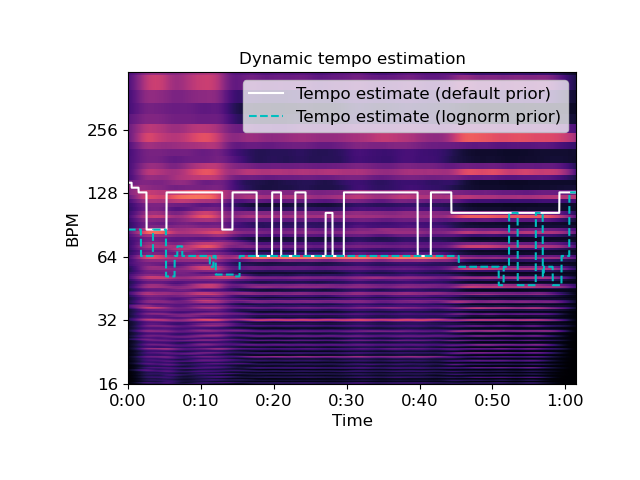 Dynamic tempo estimation
Tempo estimate (default prior)
Tempo estimate (lognorm prior)
BPM
256
128
64
32
16
0:00 0:10 0:20 0:30 0:40 0:50 1:00
Time